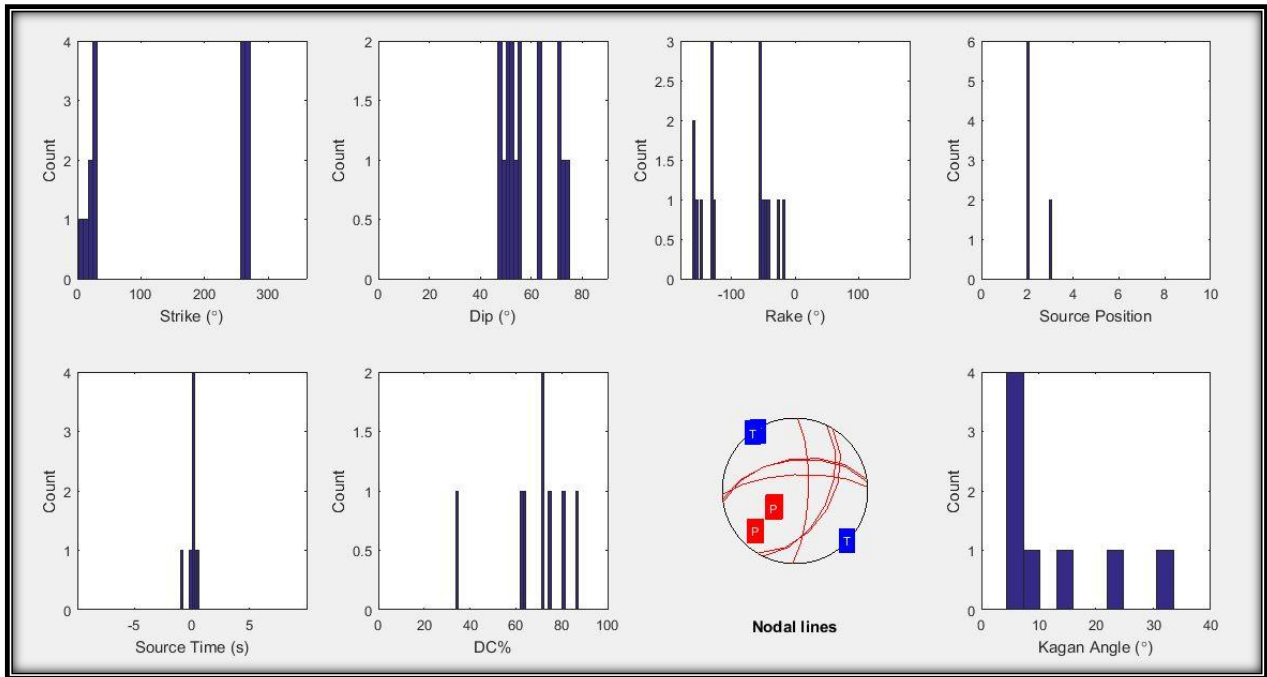 4
3
2
1
0
Count
0 100 200 300
Strike (°)
2
1.5
1
0.5
0
Count
0 20 40 60 80
Dip (°)
3
2.5
2
1.5
1
0.5
0
Count
-100 0 100
Rake (°)
6
5
4
3
2
1
0
Count
0 2 4 6 8 10
Source Position
4
3
2
1
0
Count
-5 0 5
Source Time (s)
2
1.5
1
0.5
0
Count
0 20 40 60 80 100
DC%
T
P
P
T
Nodal lines
4
3
2
1
0
Count
0 10 20 30 40
Kagan Angle (°)